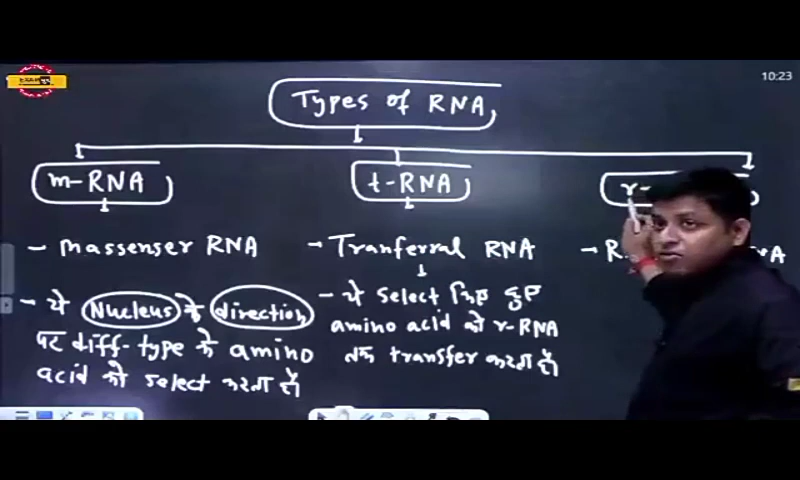 10:23
Types of RNA
m-RNA
t-RNA
r-
- massenser RNA
- Tranferral RNA
- R
- ये Nucleus के direction
पर diff-type के amino
acid को select करता है
- ये select किए हुए
amino acid को r-RNA
तक transfer करता है